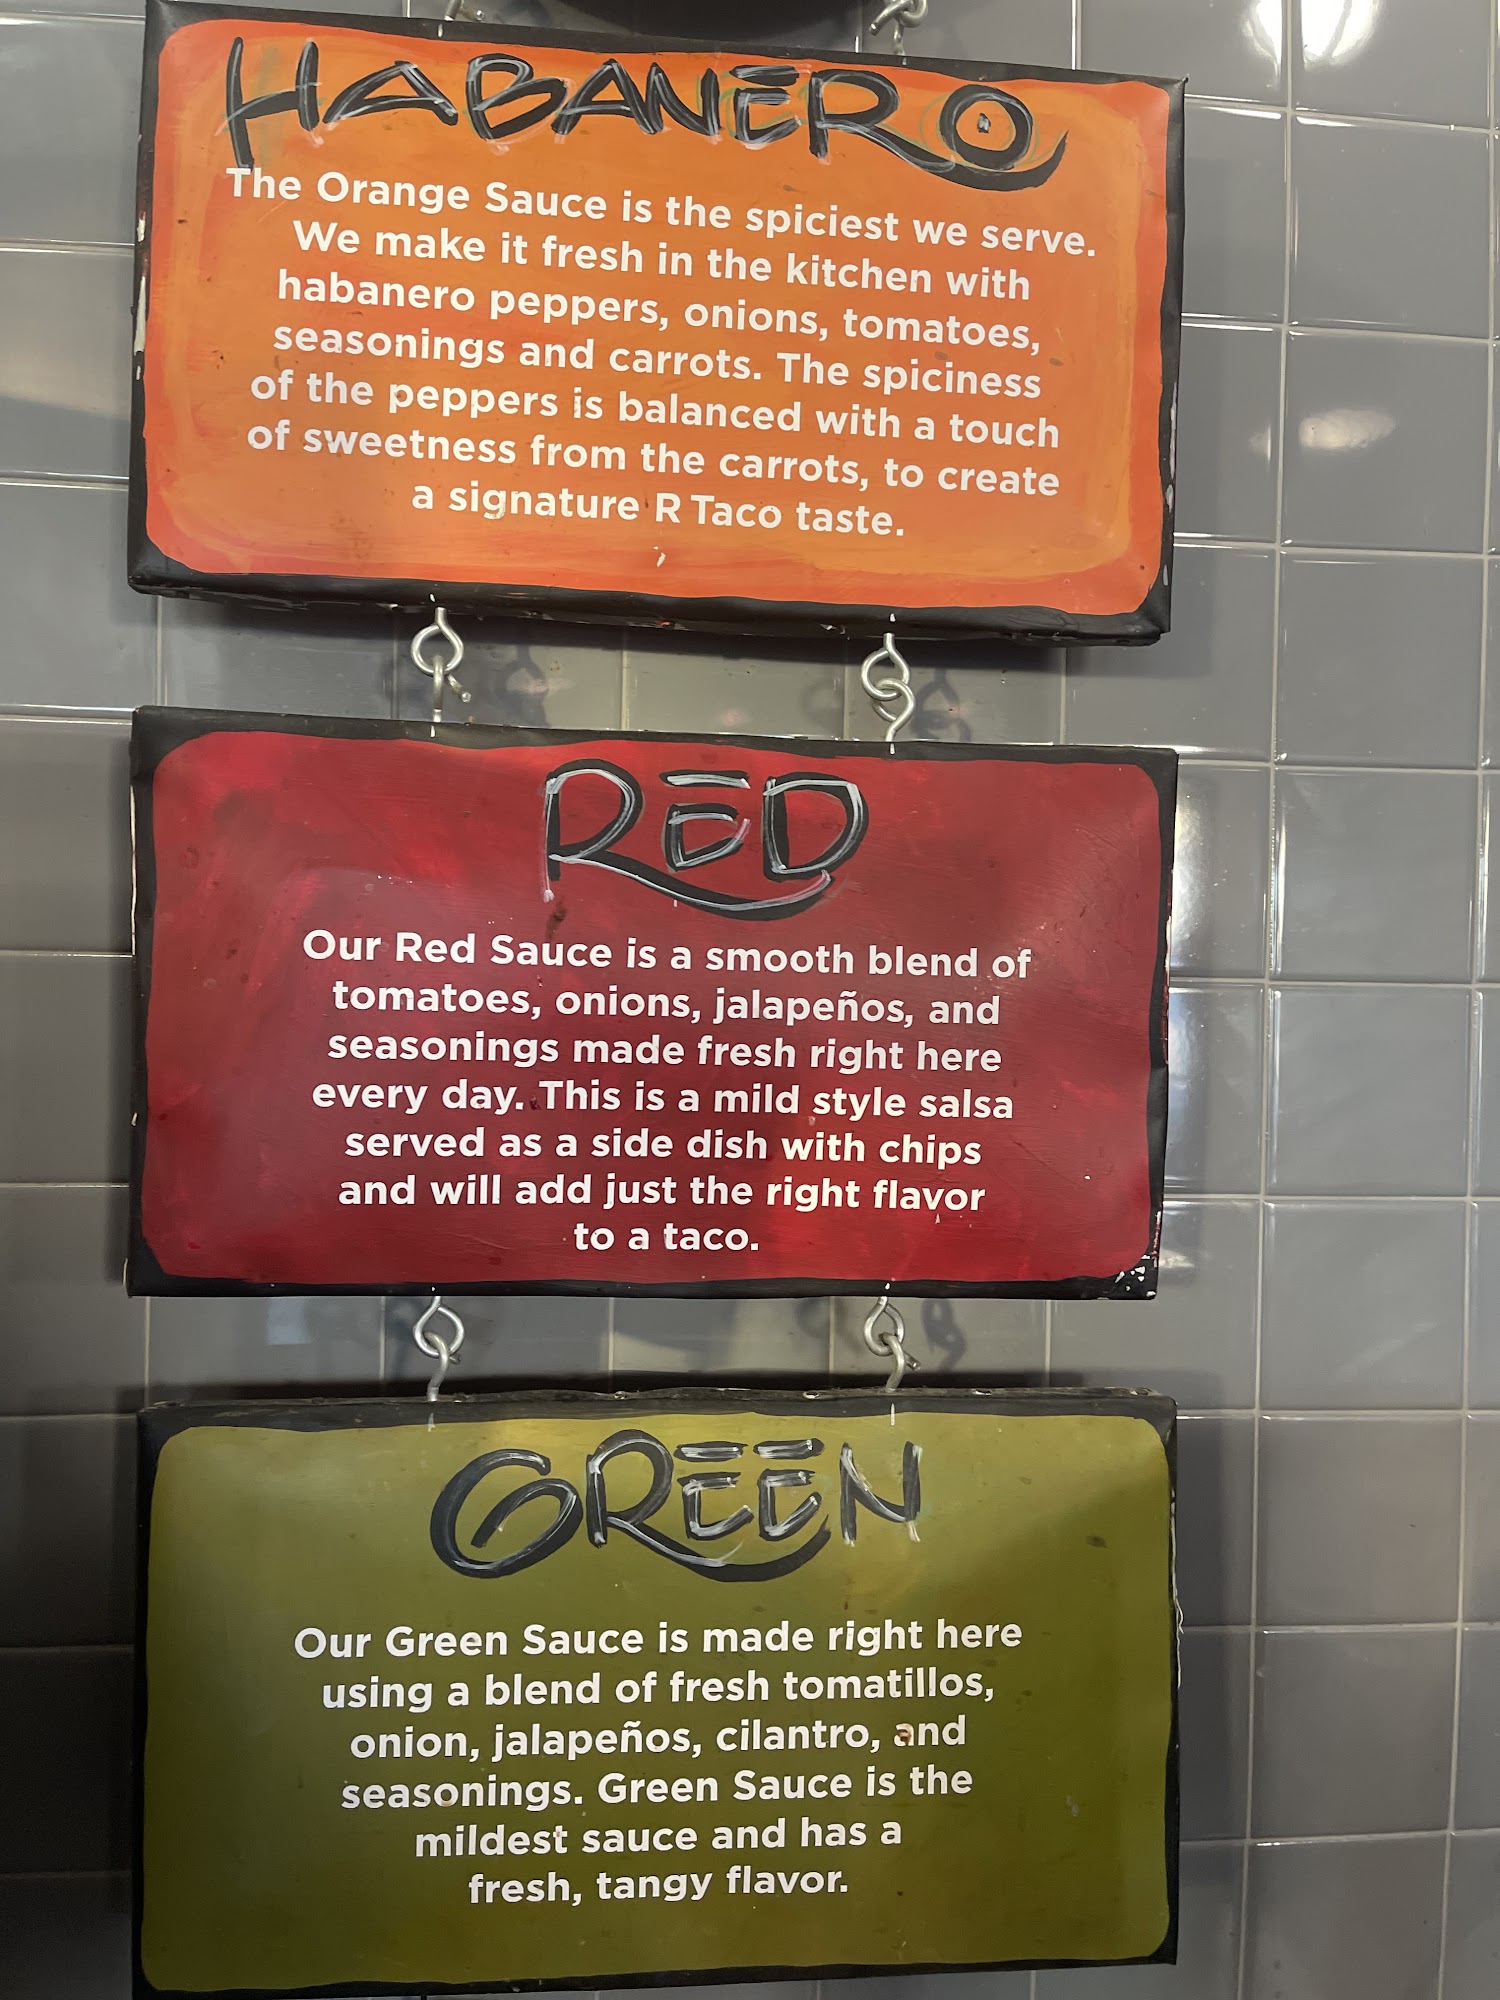 HABANERO
The Orange Sauce is the spiciest we serve.
We make it fresh in the kitchen with
habanero peppers, onions, tomatoes,
seasonings and carrots. The spiciness
of the peppers is balanced with a touch
of sweetness from the carrots, to create
a signature R Taco taste.
RED
Our Red Sauce is a smooth blend of
tomatoes, onions, jalapeños, and
seasonings made fresh right here
every day. This is a mild style salsa
served as a side dish with chips
and will add just the right flavor
to a taco.
GREEN
Our Green Sauce is made right here
using a blend of fresh tomatillos,
onion, jalapeños, cilantro, and
seasonings. Green Sauce is the
mildest sauce and has a
fresh, tangy flavor.